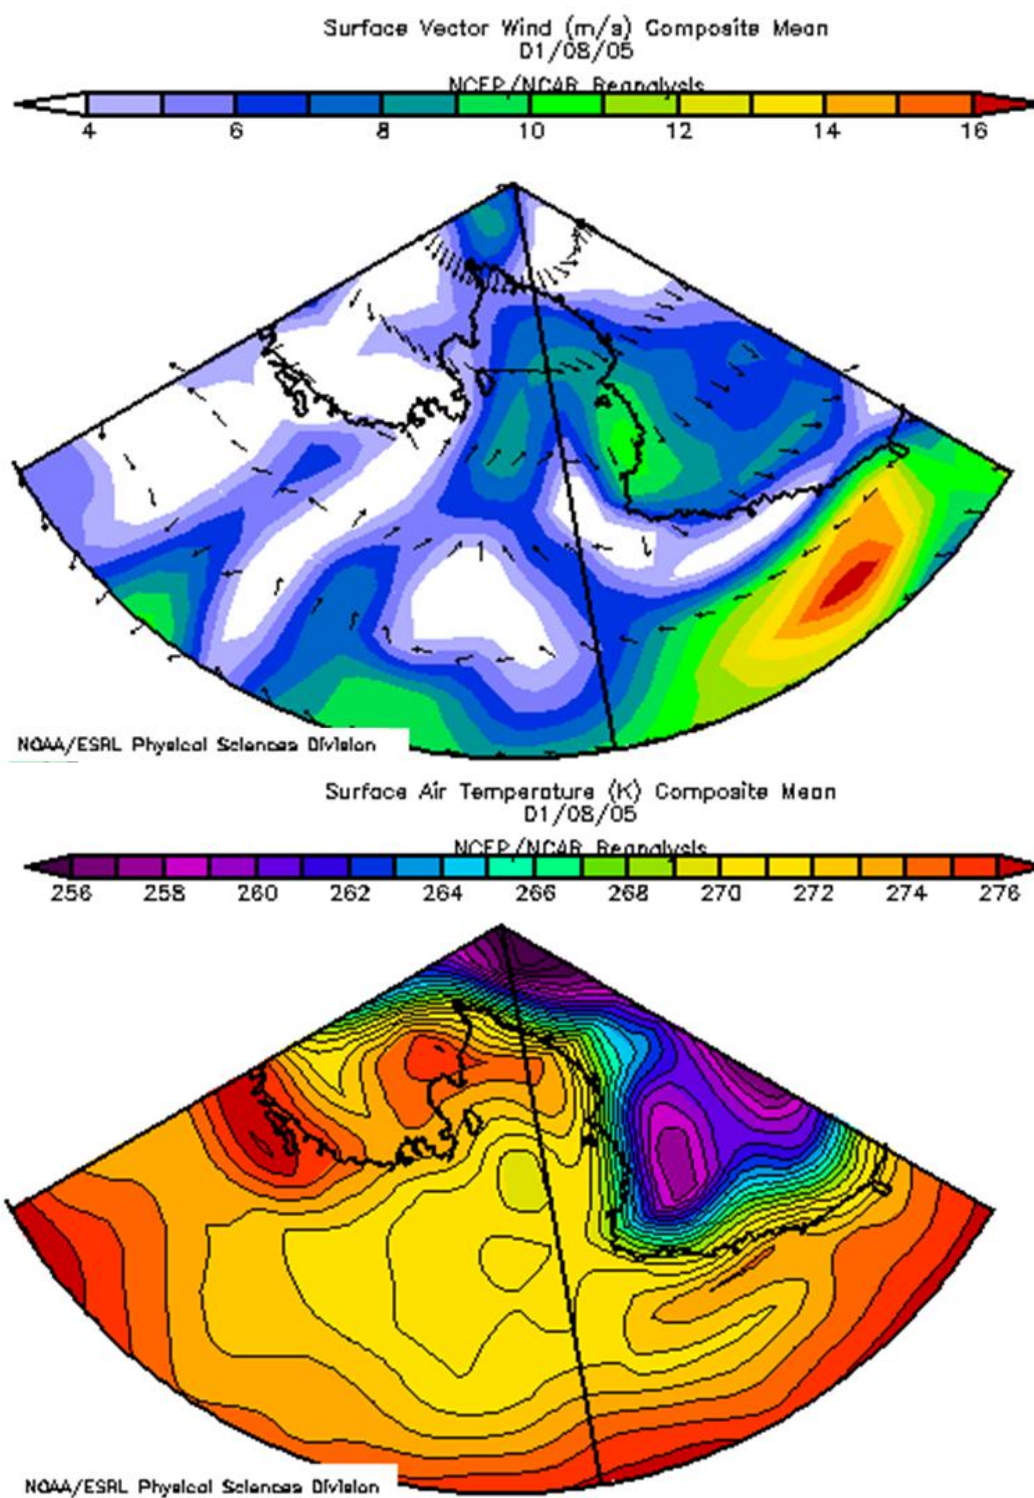 Surface Vector Wind (m/s) Composite Mean
D1/08/05
NCEP/NCAR Reanalysis
4 6 8 10 12 14 16
NOAA/ESRL Physical Sciences Division
Surface Air Temperature (K) Composite Mean
D1/08/05
NCEP/NCAR Reanalysis
256 258 260 262 264 266 268 270 272 274 276
NOAA/ESRL Physical Sciences Division